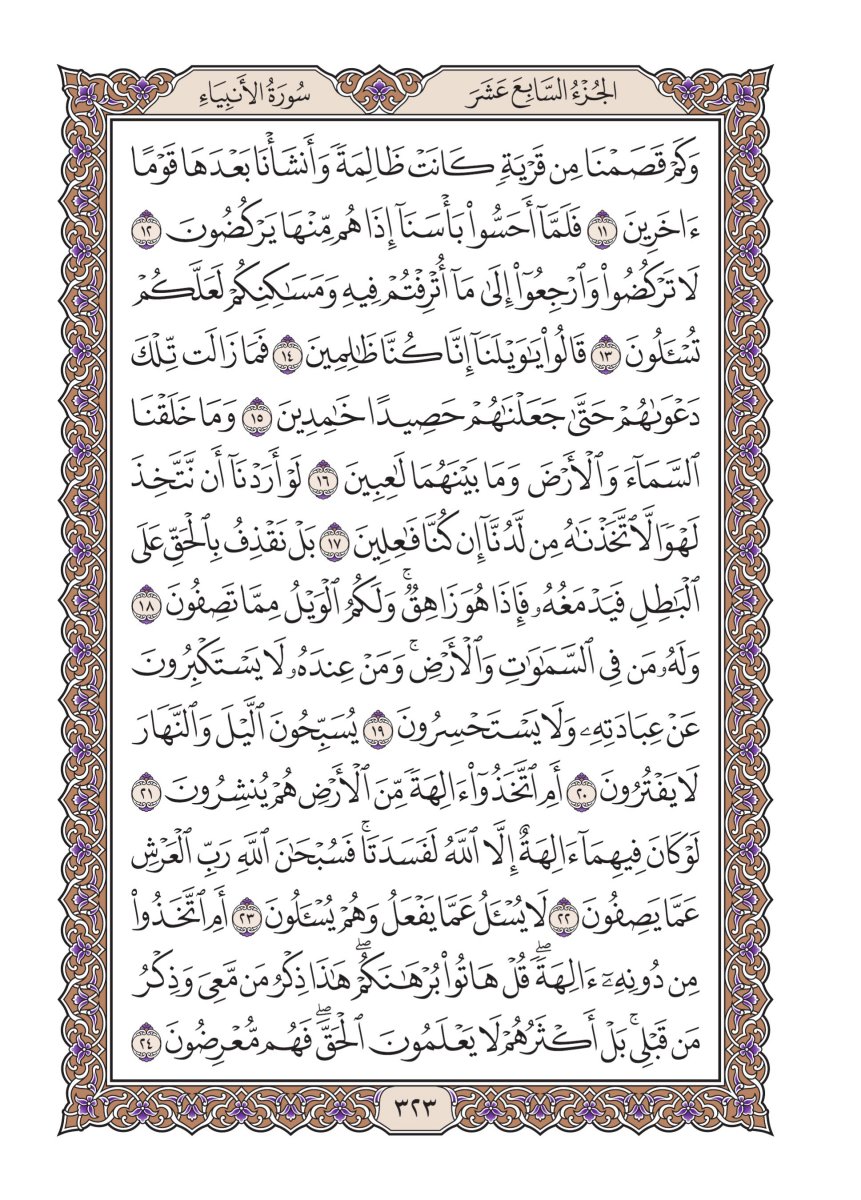 الجُزْءُ السَّابِعَ عَشَرَ
سُورَةُ الأَنبِيَاءِ
وَكَمۡ قَصَمۡنَا مِن قَرۡيَةٖ كَانَتۡ ظَالِمَةٗ وَأَنشَأۡنَا بَعۡدَهَا قَوۡمًا
ءَاخَرِينَ ١١ فَلَمَّآ أَحَسُّواْ بَأۡسَنَآ إِذَا هُم مِّنۡهَا يَرۡكُضُونَ ١٢
لَا تَرۡكُضُواْ وَٱرۡجِعُوٓاْ إِلَىٰ مَآ أُتۡرِفۡتُمۡ فِيهِ وَمَسَٰكِنِكُمۡ لَعَلَّكُمۡ
تُسۡـَٔلُونَ ١٣ قَالُواْ يَٰوَيۡلَنَآ إِنَّا كُنَّا ظَٰلِمِينَ ١٤ فَمَا زَالَت تِّلۡكَ
دَعۡوَىٰهُمۡ حَتَّىٰ جَعَلۡنَٰهُمۡ حَصِيدًا خَٰمِدِينَ ١٥ وَمَا خَلَقۡنَا
ٱلسَّمَآءَ وَٱلۡأَرۡضَ وَمَا بَيۡنَهُمَا لَٰعِبِينَ ١٦ لَوۡ أَرَدۡنَآ أَن نَّتَّخِذَ
لَهۡوٗا لَّٱتَّخَذۡنَٰهُ مِن لَّدُنَّآ إِن كُنَّا فَٰعِلِينَ ١٧ بَلۡ نَقۡذِفُ بِٱلۡحَقِّ عَلَى
ٱلۡبَٰطِلِ فَيَدۡمَغُهُۥ فَإِذَا هُوَ زَاهِقٞۚ وَلَكُمُ ٱلۡوَيۡلُ مِمَّا تَصِفُونَ ١٨
وَلَهُۥ مَن فِي ٱلسَّمَٰوَٰتِ وَٱلۡأَرۡضِۚ وَمَنۡ عِندَهُۥ لَا يَسۡتَكۡبِرُونَ
عَنۡ عِبَادَتِهِۦ وَلَا يَسۡتَحۡسِرُونَ ١٩ يُسَبِّحُونَ ٱلَّيۡلَ وَٱلنَّهَارَ
لَا يَفۡتُرُونَ ٢٠ أَمِ ٱتَّخَذُوٓاْ ءَالِهَةٗ مِّنَ ٱلۡأَرۡضِ هُمۡ يُنشِرُونَ ٢١
لَوۡ كَانَ فِيهِمَآ ءَالِهَةٌ إِلَّا ٱللَّهُ لَفَسَدَتَاۚ فَسُبۡحَٰنَ ٱللَّهِ رَبِّ ٱلۡعَرۡشِ
عَمَّا يَصِفُونَ ٢٢ لَا يُسۡـَٔلُ عَمَّا يَفۡعَلُ وَهُمۡ يُسۡـَٔلُونَ ٢٣ أَمِ ٱتَّخَذُواْ
مِن دُونِهِۦٓ ءَالِهَةٗۖ قُلۡ هَاتُواْ بُرۡهَٰنَكُمۡۖ هَٰذَا ذِكۡرُ مَن مَّعِيَ وَذِكۡرُ
مَن قَبۡلِيۚ بَلۡ أَكۡثَرُهُمۡ لَا يَعۡلَمُونَ ٱلۡحَقَّۖ فَهُم مُّعۡرِضُونَ ٢٤
٣٢٣